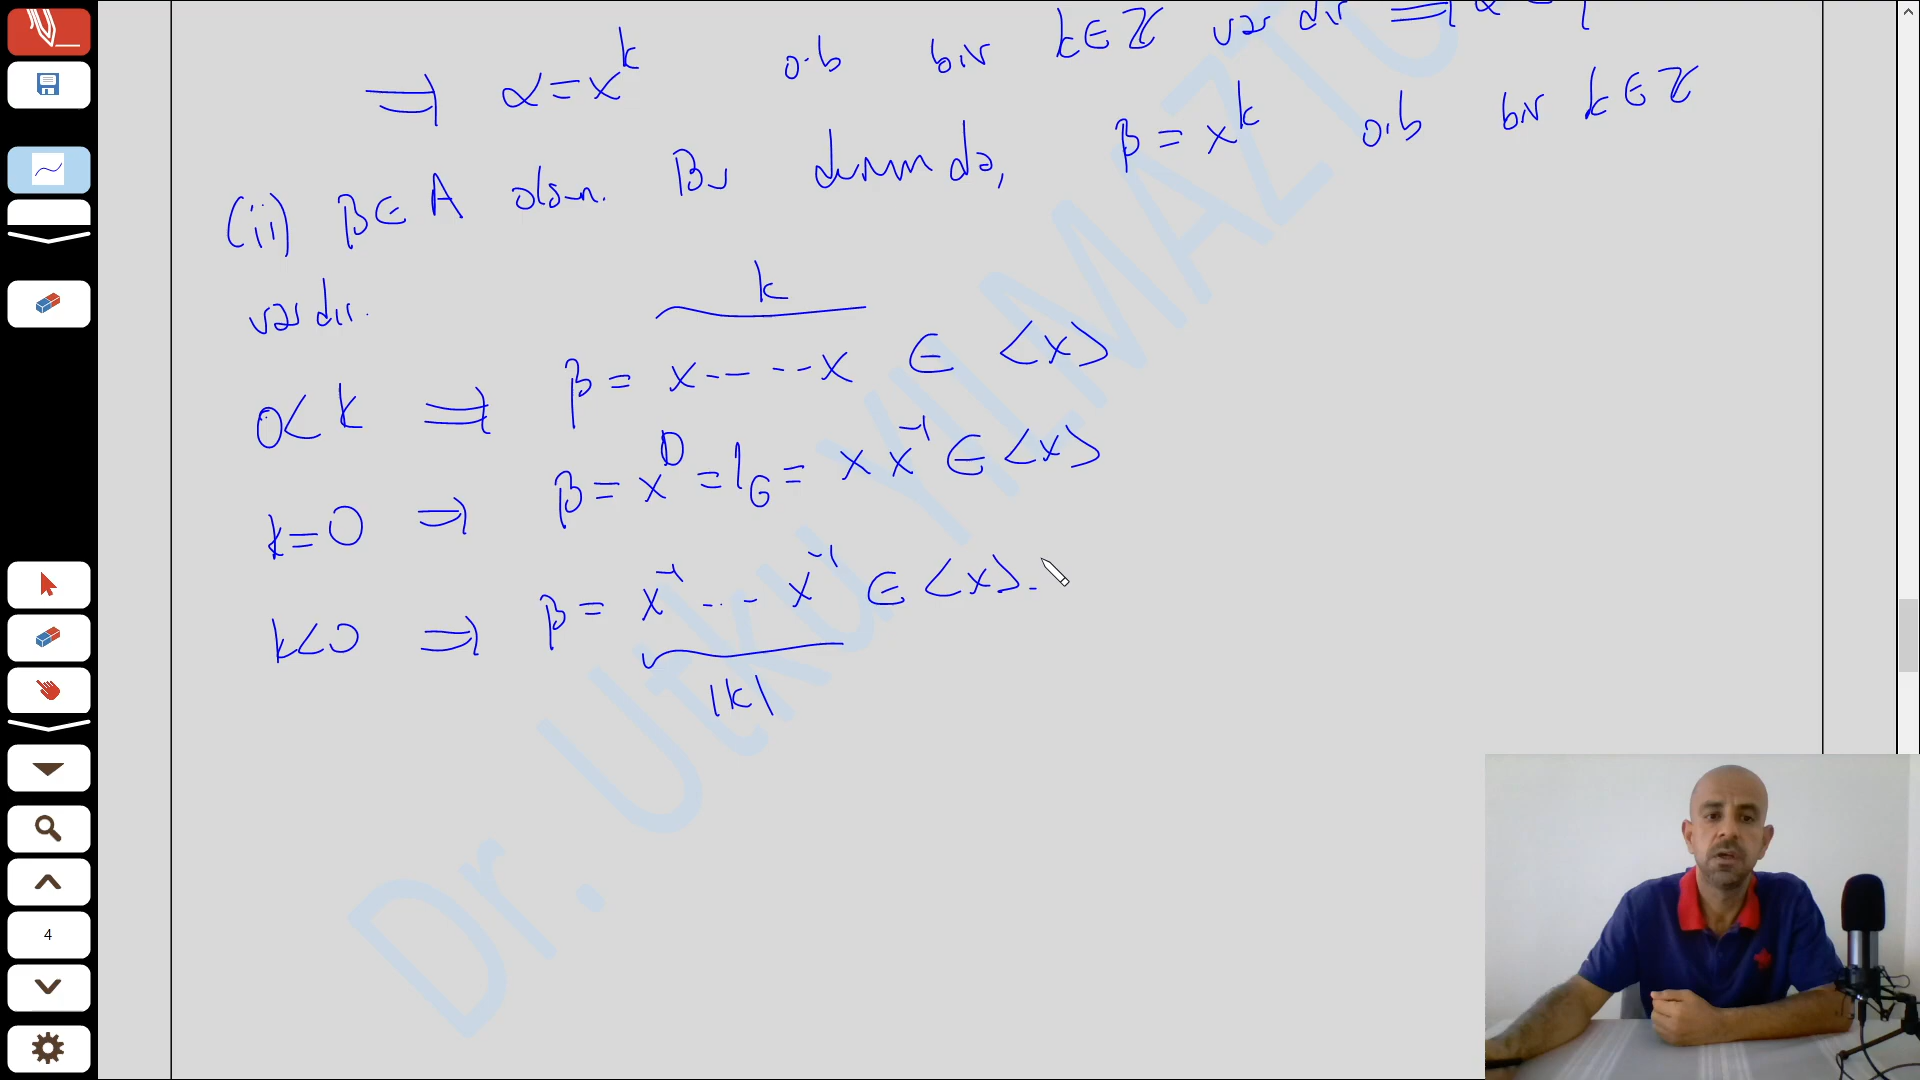 ⟹ α = x^k o.b bir k∈ℤ vardır ⟹ α
(ii) β∈A olsun. Bu durumda, β = x^k o.b bir k∈ℤ
vardır.
k
0<k ⟹ β = x---- --x ∈ <x>
k=0 ⟹ β = x^0 = 1_G = x x^-1 ∈ <x>
k<0 ⟹ β = x^-1 ... x^-1 ∈ <x>.
|k|
Dr. Utku YILMAZTÜ
4